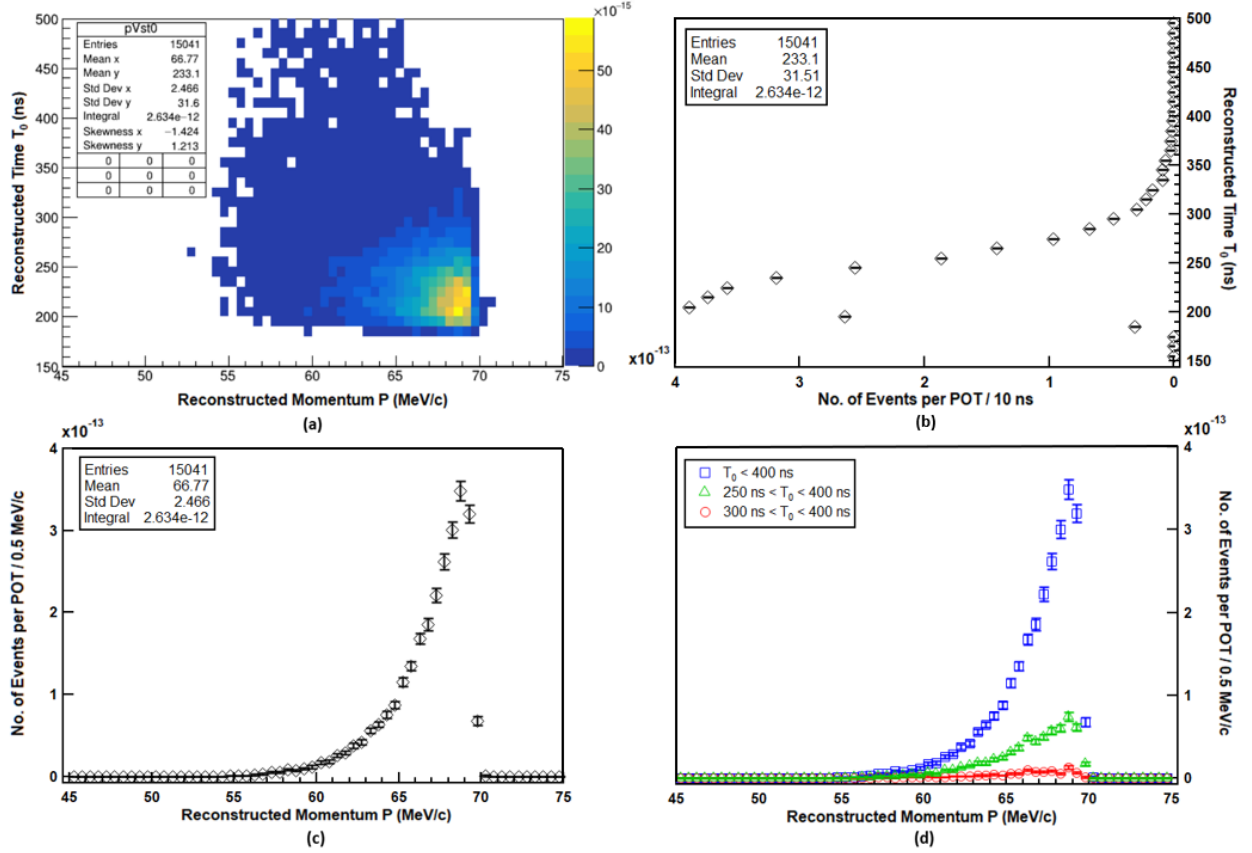 500
450
400
350
300
250
200
150
Reconstructed Time T₀ (ns)
pVst0
Entries 15041
Mean x 66.77
Mean y 233.1
Std Dev x 2.466
Std Dev y 31.6
Integral 2.634e-12
Skewness x −1.424
Skewness y 1.213
0 0 0
0 0 0
0 0 0
×10⁻¹⁵
50
40
30
20
10
0
45 50 55 60 65 70 75
Reconstructed Momentum P (MeV/c)
(a)
Entries 15041
Mean 233.1
Std Dev 31.51
Integral 2.634e-12
500
450
400
350
300
250
200
150
Reconstructed Time T₀ (ns)
x10⁻¹³
4 3 2 1 0
No. of Events per POT / 10 ns
(b)
x10⁻¹³
4
3
2
1
0
No. of Events per POT / 0.5 MeV/c
Entries 15041
Mean 66.77
Std Dev 2.466
Integral 2.634e-12
45 50 55 60 65 70 75
Reconstructed Momentum P (MeV/c)
(c)
x10⁻¹³
T₀ < 400 ns
250 ns < T₀ < 400 ns
300 ns < T₀ < 400 ns
4
3
2
1
0
No. of Events per POT / 0.5 MeV/c
45 50 55 60 65 70 75
Reconstructed Momentum P (MeV/c)
(d)